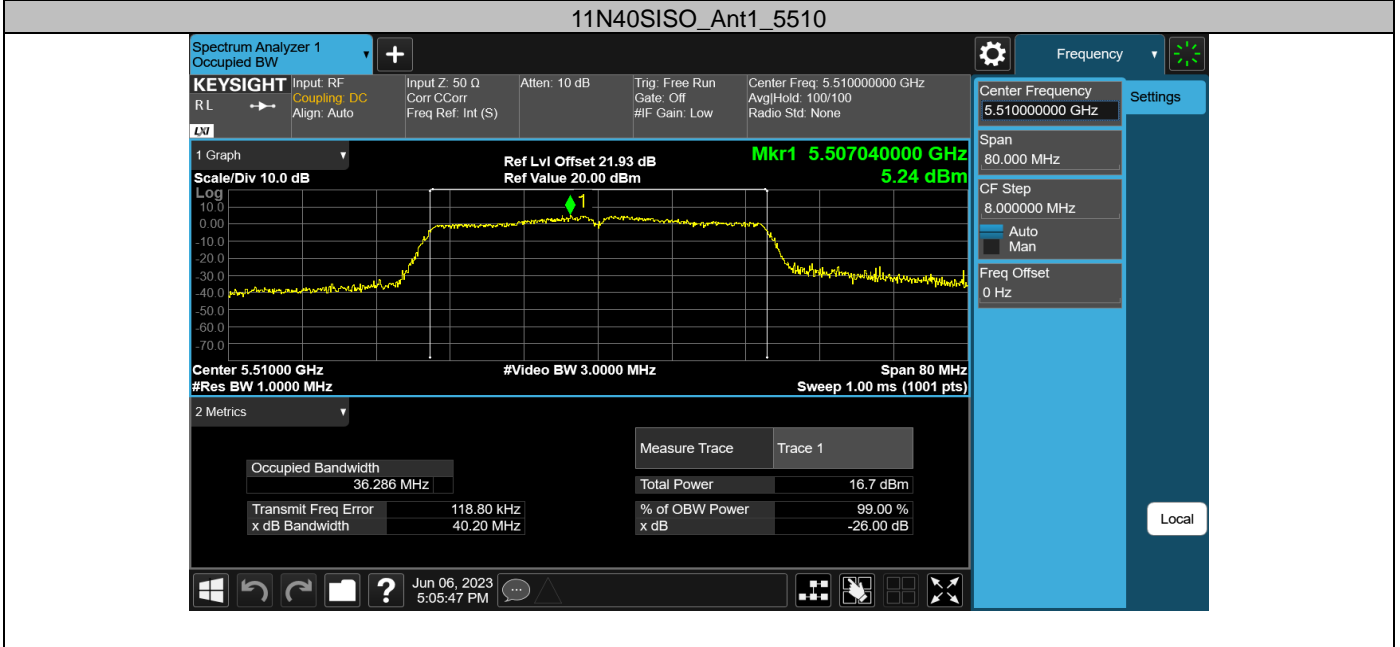 11N40SISO_Ant1_5510
Spectrum Analyzer 1
Occupied BW
Frequency
KEYSIGHT
R L
LXI
Input: RF
Coupling: DC
Align: Auto
Input Z: 50 Ω
Corr CCorr
Freq Ref: Int (S)
Atten: 10 dB
Trig: Free Run
Gate: Off
#IF Gain: Low
Center Freq: 5.510000000 GHz
Avg|Hold: 100/100
Radio Std: None
Center Frequency
5.510000000 GHz
Settings
Span
80.000 MHz
CF Step
8.000000 MHz
Auto
Man
Freq Offset
0 Hz
Local
1 Graph
Scale/Div 10.0 dB
Ref Lvl Offset 21.93 dB
Ref Value 20.00 dBm
Mkr1 5.507040000 GHz
5.24 dBm
Log
10.0
0.00
-10.0
-20.0
-30.0
-40.0
-50.0
-60.0
-70.0
1
Center 5.51000 GHz
#Res BW 1.0000 MHz
#Video BW 3.0000 MHz
Span 80 MHz
Sweep 1.00 ms (1001 pts)
2 Metrics
Measure Trace Trace 1
Occupied Bandwidth
36.286 MHz
Total Power 16.7 dBm
Transmit Freq Error 118.80 kHz
% of OBW Power 99.00 %
x dB Bandwidth 40.20 MHz
x dB -26.00 dB
?
Jun 06, 2023
5:05:47 PM